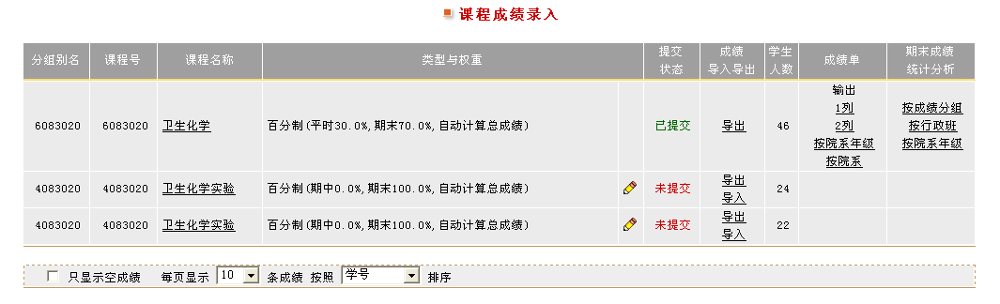 课程成绩录入
分组别名 课程号 课程名称 类型与权重 提交状态 成绩导入导出 学生人数 成绩单 期末成绩统计分析
6083020 6083020 卫生化学 百分制(平时30.0%,期末70.0%,自动计算总成绩) 已提交 导出 46
输出
1列
2列
按院系年级
按院系
按成绩分组
按行政班
按院系年级
4083020 4083020 卫生化学实验 百分制(期中0.0%,期末100.0%,自动计算总成绩) 未提交 导出 导入 24
4083020 4083020 卫生化学实验 百分制(期中0.0%,期末100.0%,自动计算总成绩) 未提交 导出 导入 22
只显示空成绩 每页显示 10 条成绩 按照 学号 排序